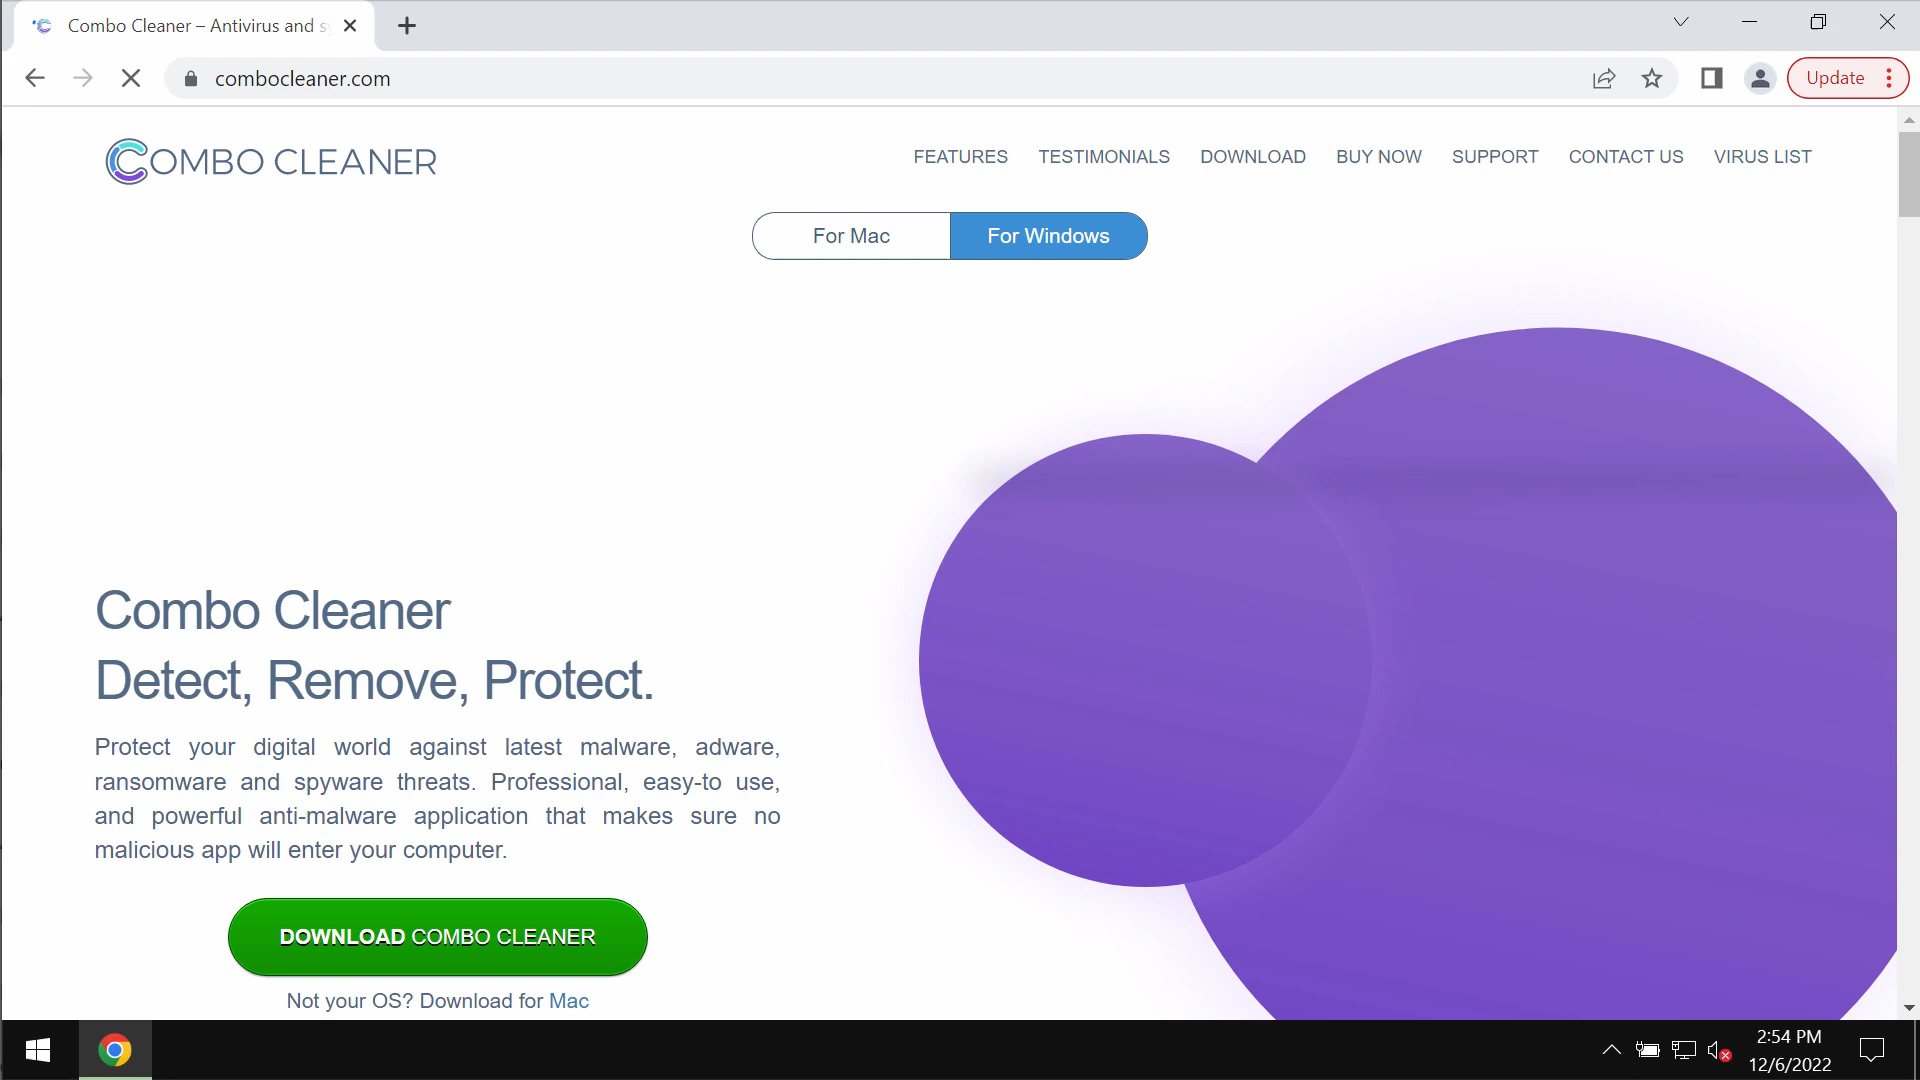 Combo Cleaner – Antivirus and s
combocleaner.com
Update
COMBO CLEANER
FEATURES TESTIMONIALS DOWNLOAD BUY NOW SUPPORT CONTACT US VIRUS LIST
For Mac For Windows
Combo Cleaner
Detect, Remove, Protect.
Protect your digital world against latest malware, adware,
ransomware and spyware threats. Professional, easy-to use,
and powerful anti-malware application that makes sure no
malicious app will enter your computer.
DOWNLOAD COMBO CLEANER
Not your OS? Download for Mac
2:54 PM
12/6/2022